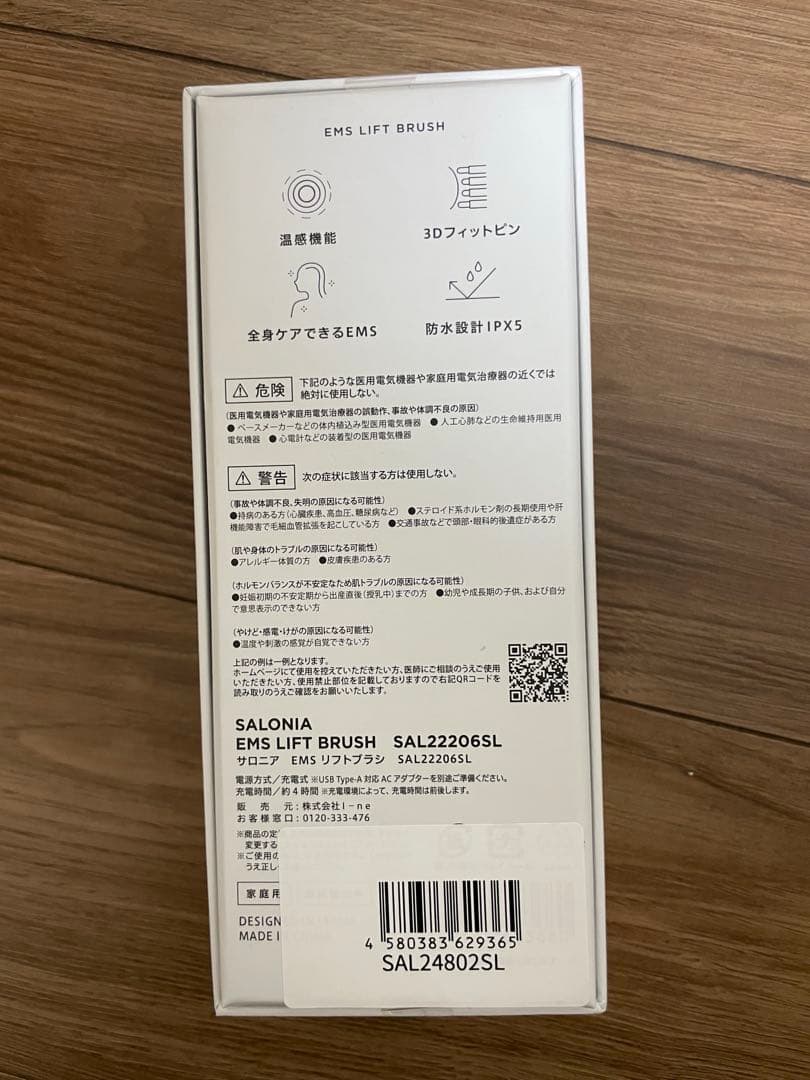 EMS LIFT BRUSH
温感機能
3Dフィットピン
全身ケアできるEMS
防水設計IPX5
⚠ 危険 下記のような医用電気機器や家庭用電気治療器の近くでは
絶対に使用しない。
(医用電気機器や家庭用電気治療器の誤動作、事故や体調不良の原因)
●ペースメーカーなどの体内植込み型医用電気機器 ●人工心肺などの生命維持用医用
電気機器 ●心電計などの装着型の医用電気機器
⚠ 警告 次の症状に該当する方は使用しない。
(事故や体調不良、失明の原因になる可能性)
●持病のある方(心臓疾患、高血圧、糖尿病など) ●ステロイド系ホルモン剤の長期使用や肝
機能障害で毛細血管拡張を起こしている方 ●交通事故などで頭部・眼科的後遺症がある方
(肌や身体のトラブルの原因になる可能性)
●アレルギー体質の方 ●皮膚疾患のある方
(ホルモンバランスが不安定なため肌トラブルの原因になる可能性)
●妊娠初期の不安定期から出産直後(授乳中)までの方 ●幼児や成長期の子供、および自分
で意思表示のできない方
(やけど・感電・けがの原因になる可能性)
●温度や刺激の感覚が自覚できない方
上記の例は一例となります。
ホームページにて使用を控えていただきたい方、医師にご相談のうえご使用
いただきたい方、使用禁止部位を記載しておりますので右記QRコードを
読み取りのうえご確認をお願いいたします。
SALONIA
EMS LIFT BRUSH SAL22206SL
サロニア EMS リフトブラシ SAL22206SL
電源方式/充電式 ※USB Type-A 対応 AC アダプターを別途ご準備ください。
充電時間/約4時間 ※充電環境によって、充電時間は前後します。
販売元:株式会社I-ne
お客様窓口:0120-333-476
※商品の定
変更する
※ご使用の
うえ正し
家庭用
DESIGN
MADE I
4 580383 629365
SAL24802SL